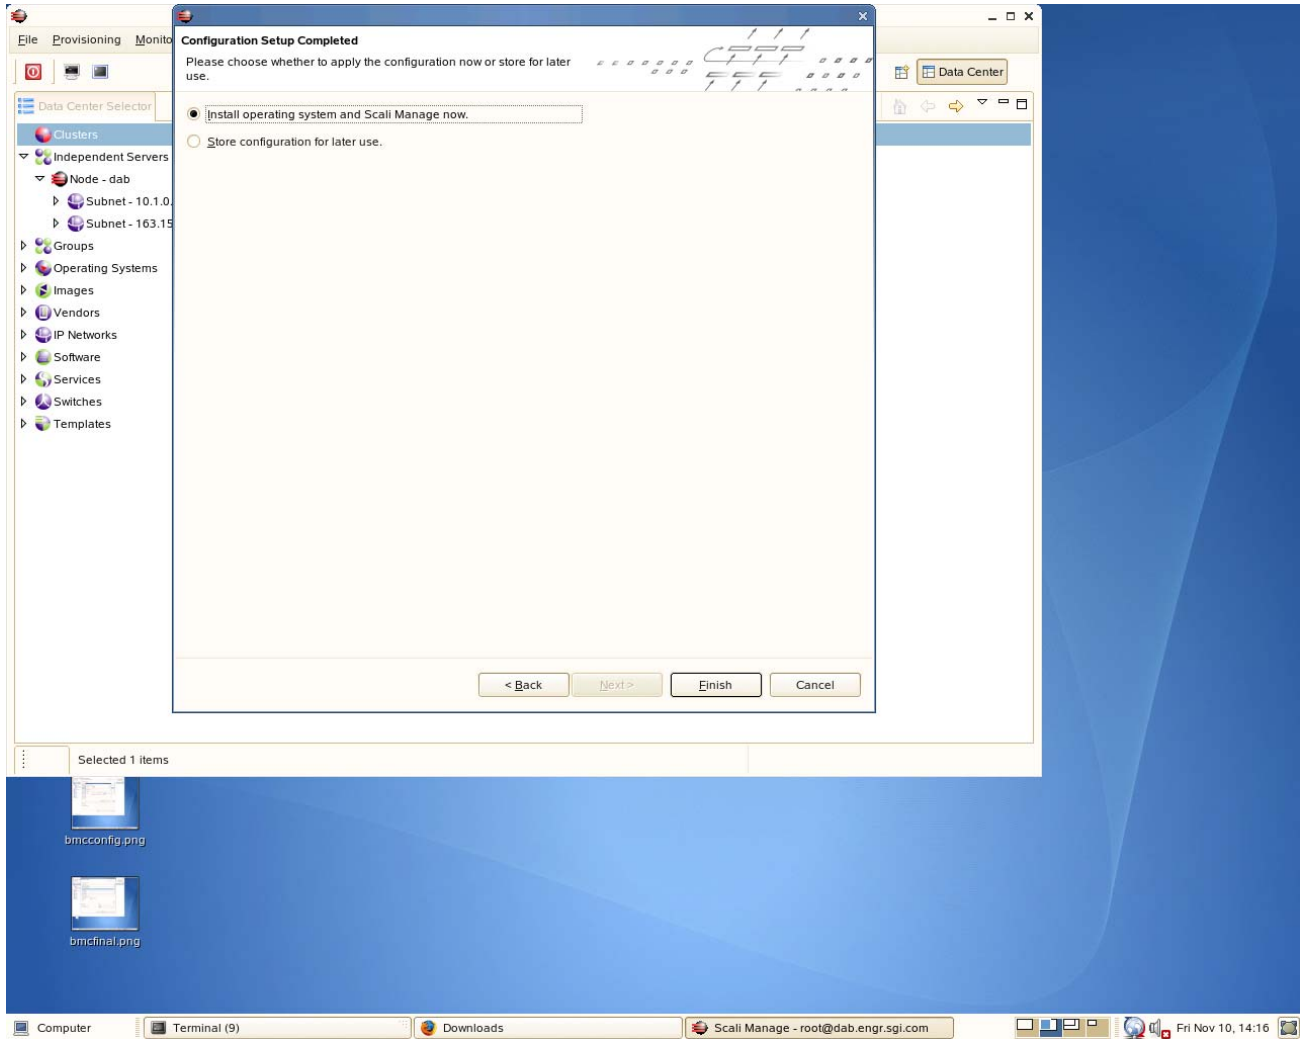 File Provisioning Monito
Configuration Setup Completed
Please choose whether to apply the configuration now or store for later
use.
Data Center
Data Center Selector
Install operating system and Scali Manage now.
Store configuration for later use.
Clusters
Independent Servers
Node - dab
Subnet - 10.1.0.
Subnet - 163.15
Groups
Operating Systems
Images
Vendors
IP Networks
Software
Services
Switches
Templates
< Back
Next >
Finish
Cancel
Selected 1 items
bmcconfig.png
bmcfinal.png
Computer
Terminal (9)
Downloads
Scali Manage - root@dab.engr.sgi.com
Fri Nov 10, 14:16